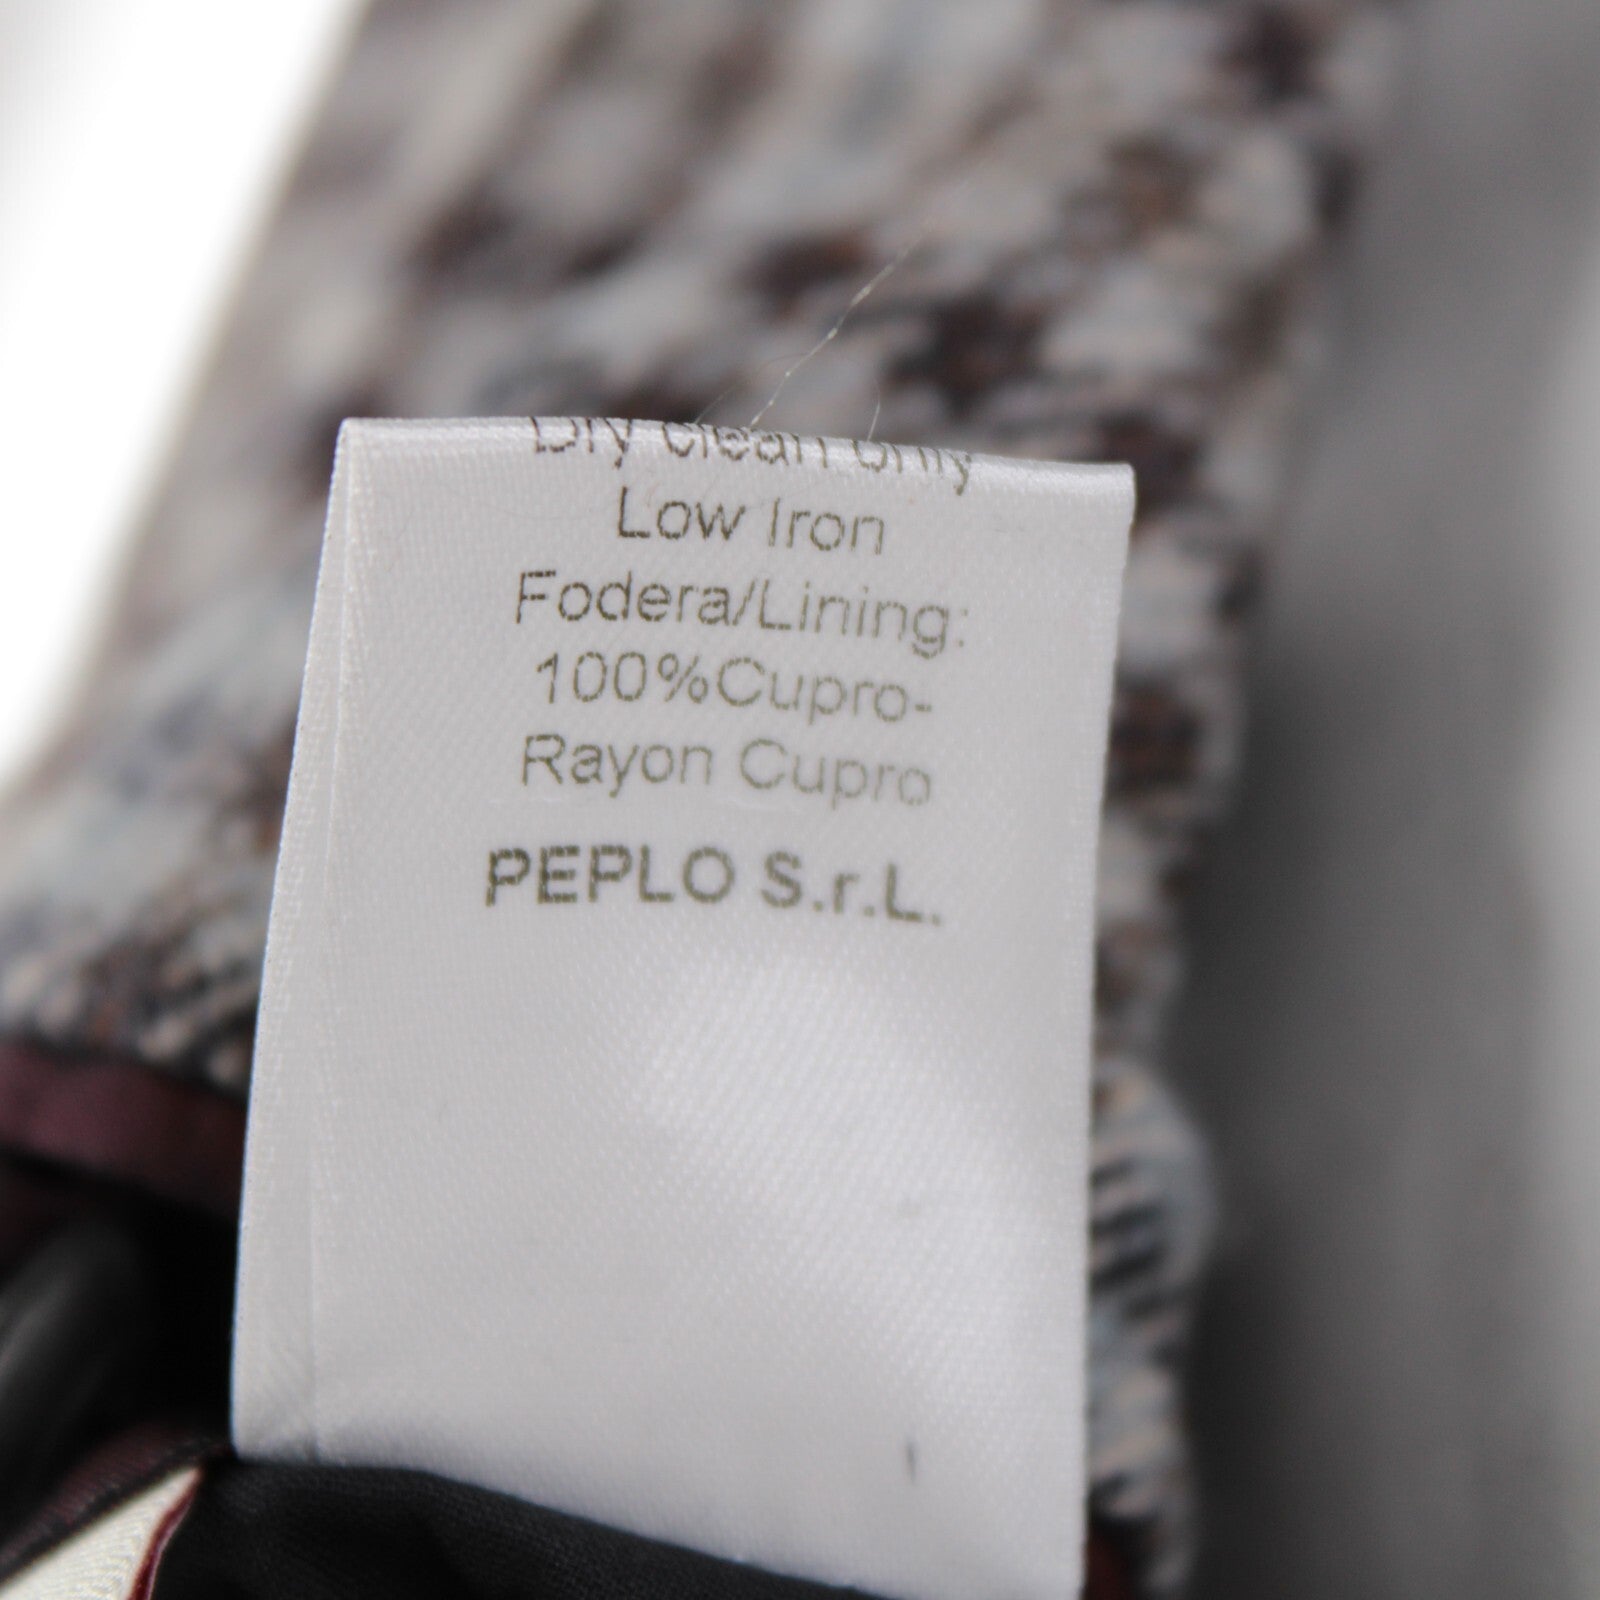 Dry clean only
Low Iron
Fodera/Lining:
100%Cupro-
Rayon Cupro
PEPLO S.r.L.